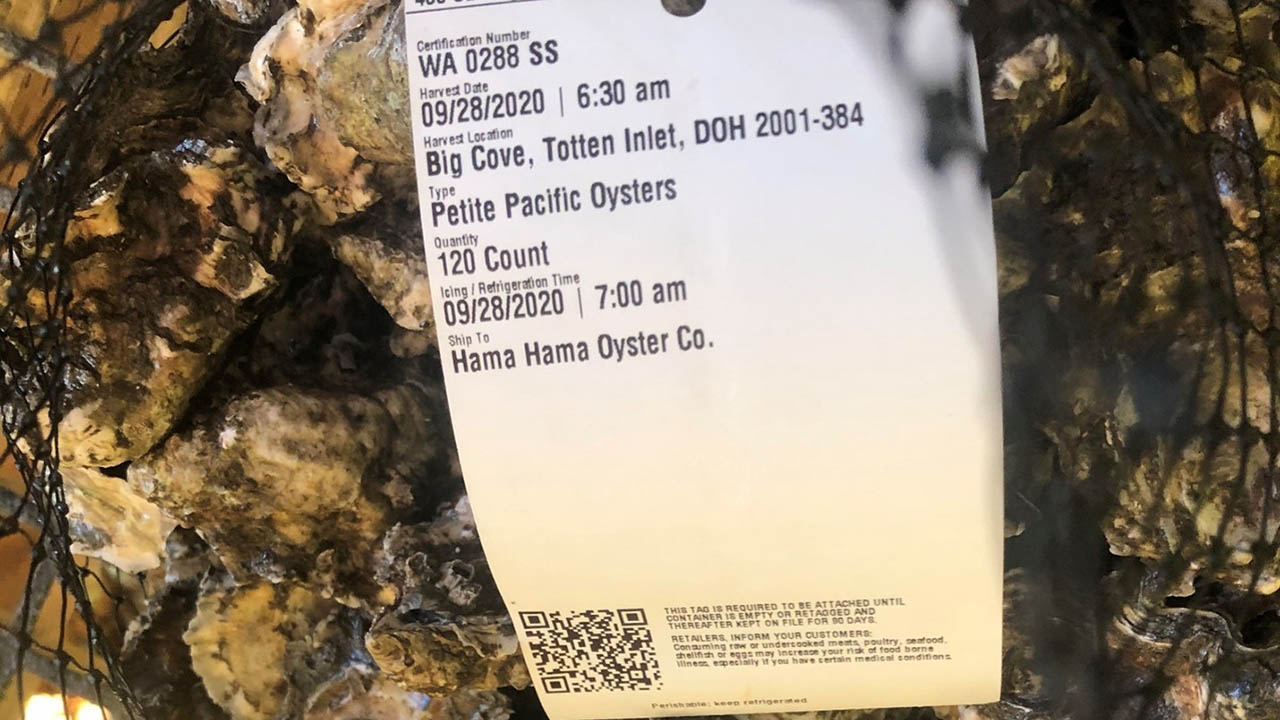 Certification Number
WA 0288 SS
Harvest Date
09/28/2020 | 6:30 am
Harvest Location
Big Cove, Totten Inlet, DOH 2001-384
Type
Petite Pacific Oysters
Quantity
120 Count
Icing / Refrigeration Time
09/28/2020 | 7:00 am
Ship To
Hama Hama Oyster Co.
THIS TAG IS REQUIRED TO BE ATTACHED UNTIL
CONTAINER IS EMPTY OR RETAGGED AND
THEREAFTER KEPT ON FILE FOR 90 DAYS.
RETAILERS, INFORM YOUR CUSTOMERS:
Consuming raw or undercooked meats, poultry, seafood,
shellfish or eggs may increase your risk of food borne
illness, especially if you have certain medical conditions.
Perishable; keep refrigerated